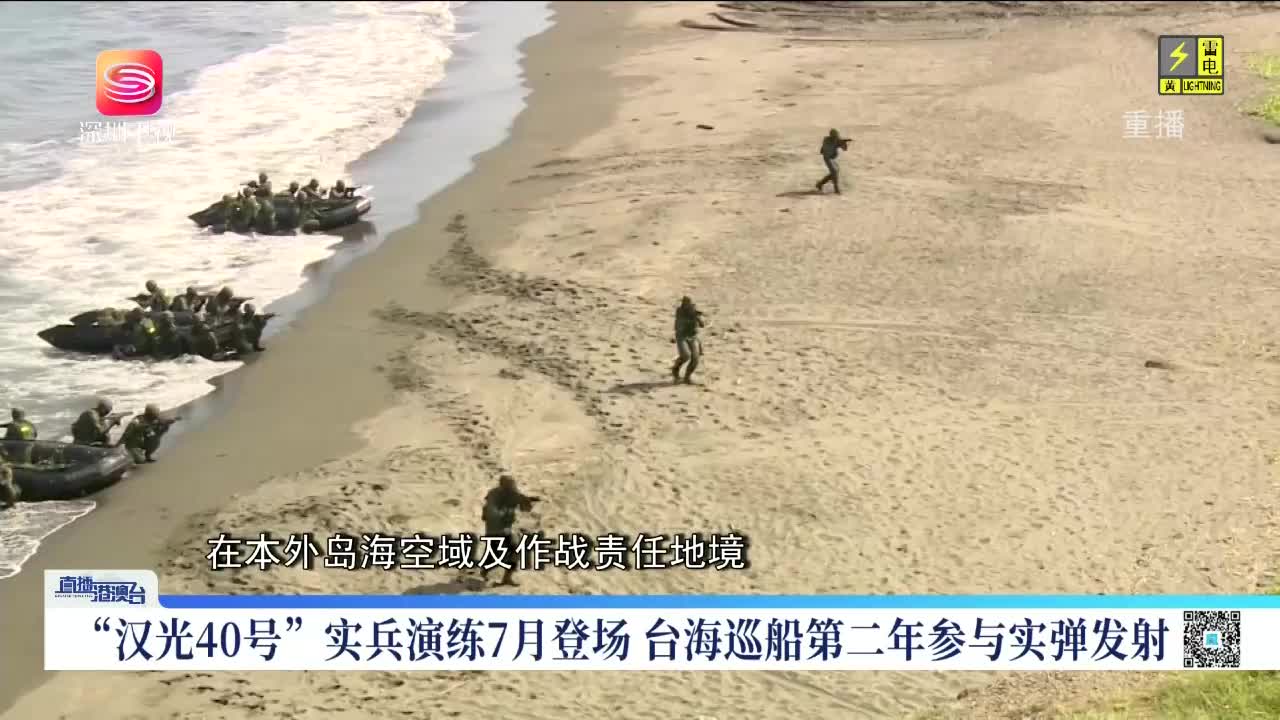 雷电
黄 LIGHTNING
深圳卫视
重播
在本外岛海空域及作战责任地境
直播港澳台
“汉光40号”实兵演练7月登场 台海巡船第二年参与实弹发射